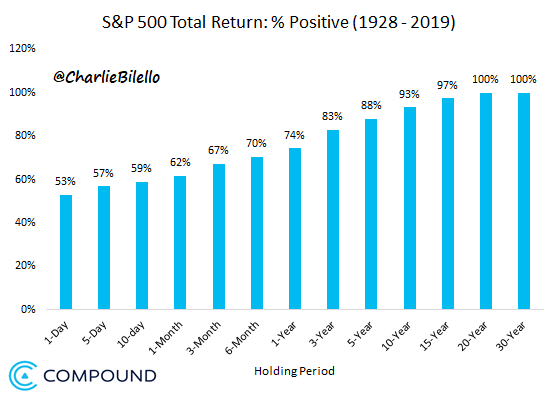 S&P 500 Total Return: % Positive (1928 - 2019)
120%
@CharlieBilello
100%
80%
60%
40%
20%
0%
53%
57%
59%
62%
67%
70%
74%
83%
88%
93%
97%
100%
100%
1-Day
5-Day
10-day
1-Month
3-Month
6-Month
1-Year
3-Year
5-Year
10-Year
15-Year
20-Year
30-Year
Holding Period
COMPOUND